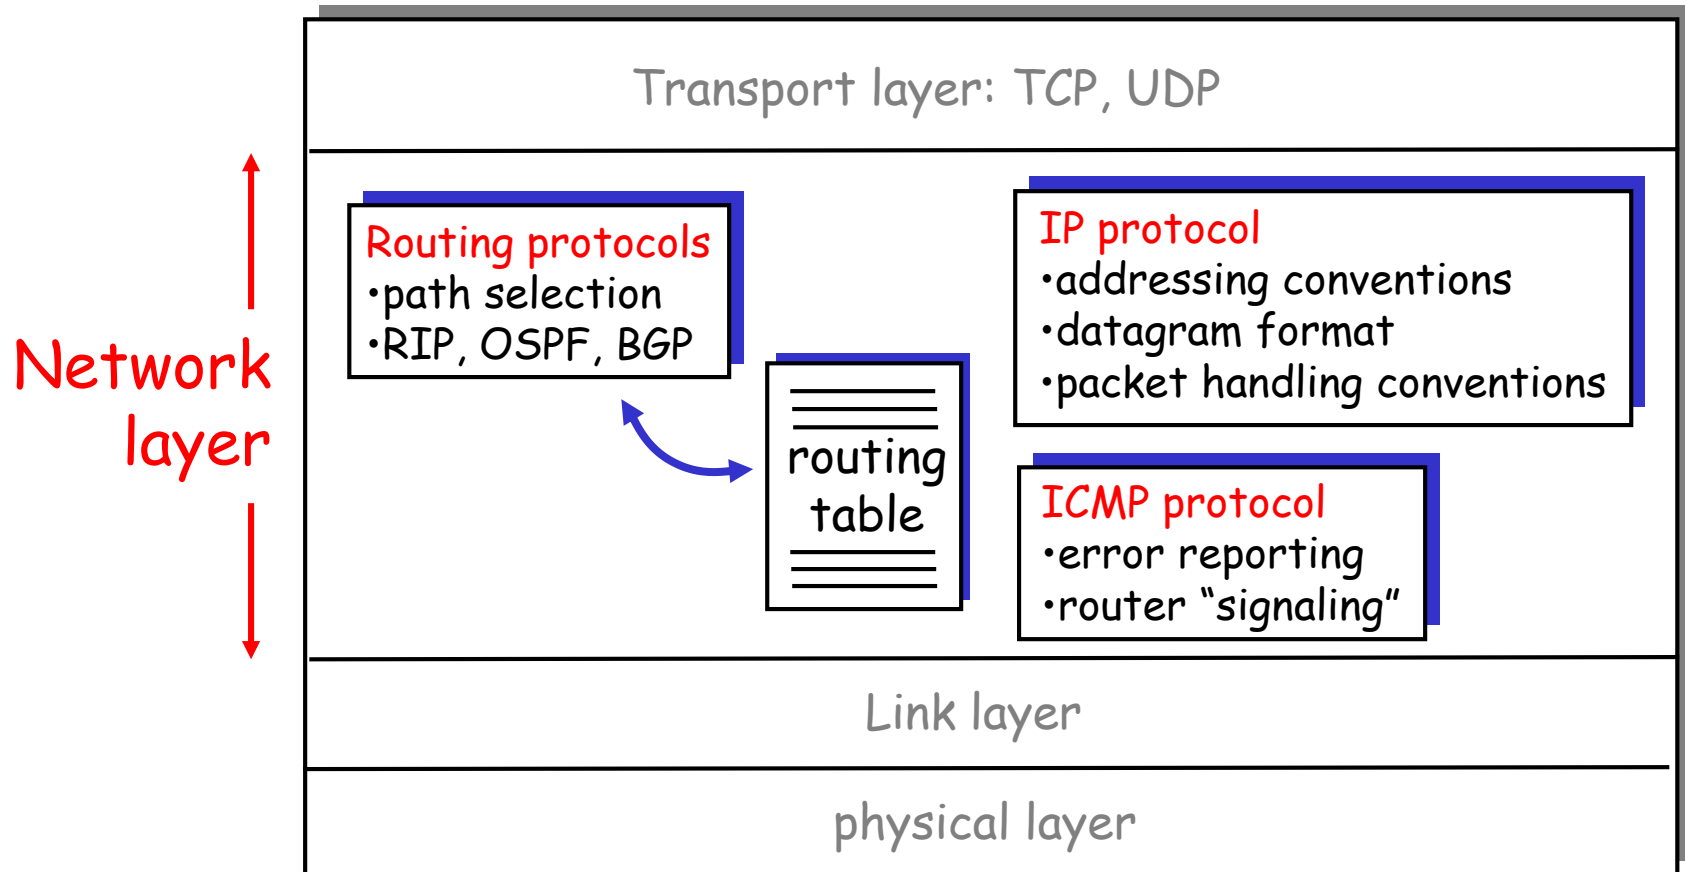 Transport layer: TCP, UDP
Network
layer
Routing protocols
•path selection
•RIP, OSPF, BGP
routing
table
IP protocol
•addressing conventions
•datagram format
•packet handling conventions
ICMP protocol
•error reporting
•router “signaling”
Link layer
physical layer